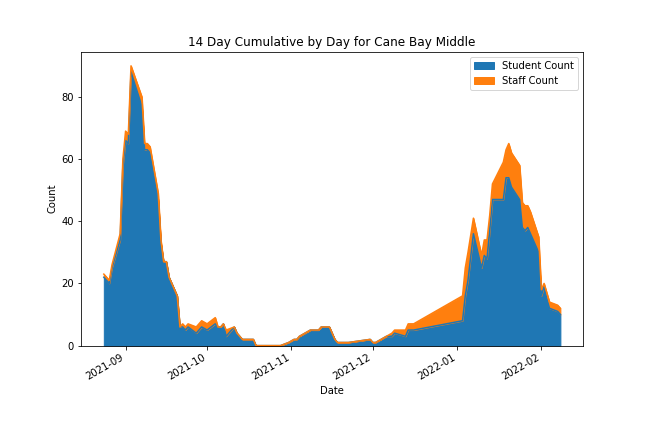 14 Day Cumulative by Day for Cane Bay Middle
Student Count
Staff Count
Count
80
60
40
20
0
2021-09
2021-10
2021-11
2021-12
2022-01
2022-02
Date